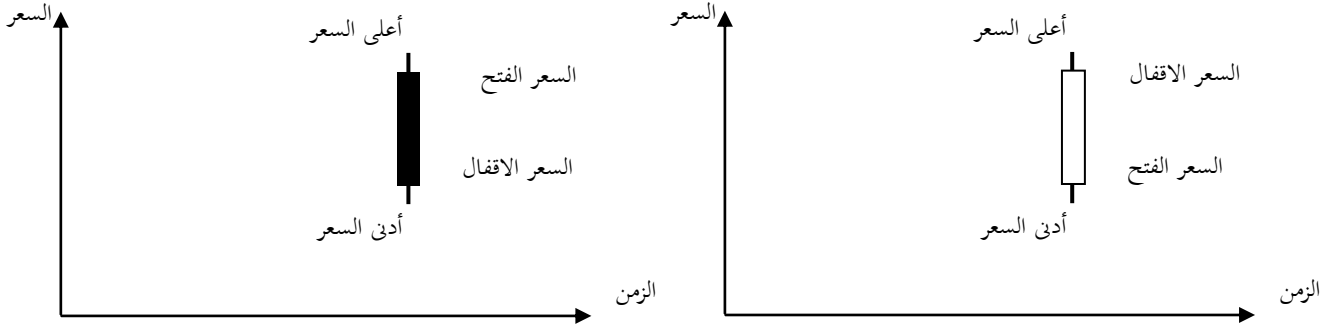 السعر
أعلى السعر
السعر الفتح
السعر الاقفال
أدنى السعر
الزمن
السعر
أعلى السعر
السعر الاقفال
السعر الفتح
أدنى السعر
الزمن